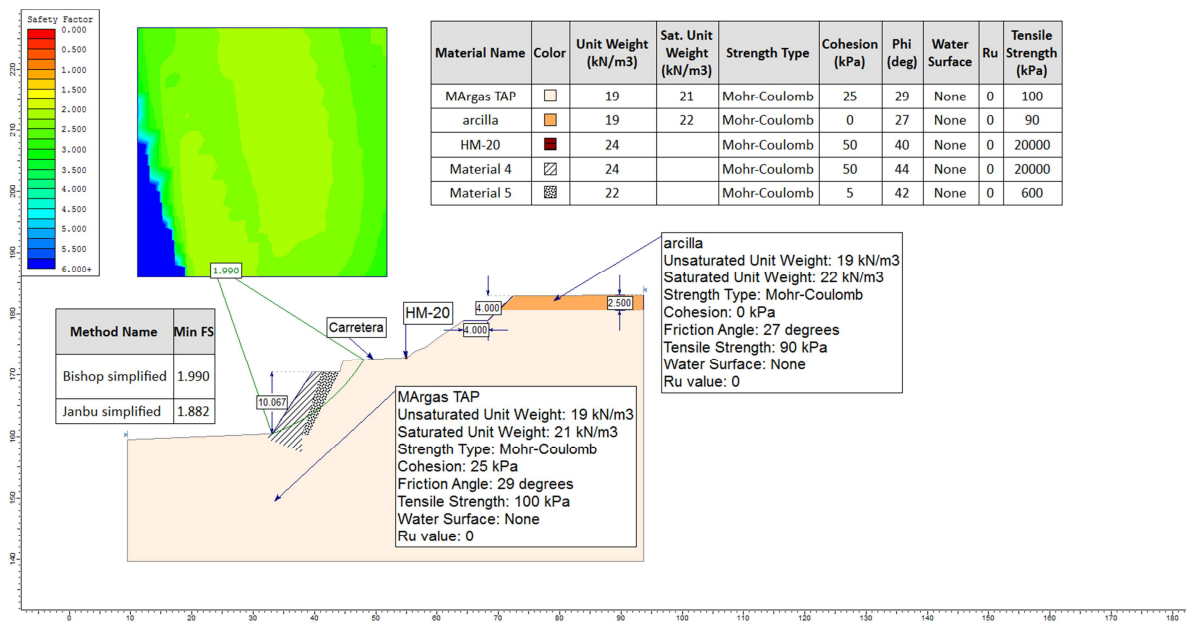 Safety Factor
0.000
0.500
1.000
1.500
2.000
2.500
3.000
3.500
4.000
4.500
5.000
5.500
6.000+
Material Name Color Unit Weight (kN/m3) Sat. Unit Weight (kN/m3) Strength Type Cohesion (kPa) Phi (deg) Water Surface Ru Tensile Strength (kPa)
MArgas TAP 19 21 Mohr-Coulomb 25 29 None 0 100
arcilla 19 22 Mohr-Coulomb 0 27 None 0 90
HM-20 24 Mohr-Coulomb 50 40 None 0 20000
Material 4 24 Mohr-Coulomb 50 44 None 0 20000
Material 5 22 Mohr-Coulomb 5 42 None 0 600
1.990
Method Name Min FS
Bishop simplified 1.990
Janbu simplified 1.882
Carretera
HM-20
4.000
4.000
2.500
10.067
arcilla
Unsaturated Unit Weight: 19 kN/m3
Saturated Unit Weight: 22 kN/m3
Strength Type: Mohr-Coulomb
Cohesion: 0 kPa
Friction Angle: 27 degrees
Tensile Strength: 90 kPa
Water Surface: None
Ru value: 0
MArgas TAP
Unsaturated Unit Weight: 19 kN/m3
Saturated Unit Weight: 21 kN/m3
Strength Type: Mohr-Coulomb
Cohesion: 25 kPa
Friction Angle: 29 degrees
Tensile Strength: 100 kPa
Water Surface: None
Ru value: 0
220
210
200
190
180
170
160
150
140
0 10 20 30 40 50 60 70 80 90 100 110 120 130 140 150 160 170 180